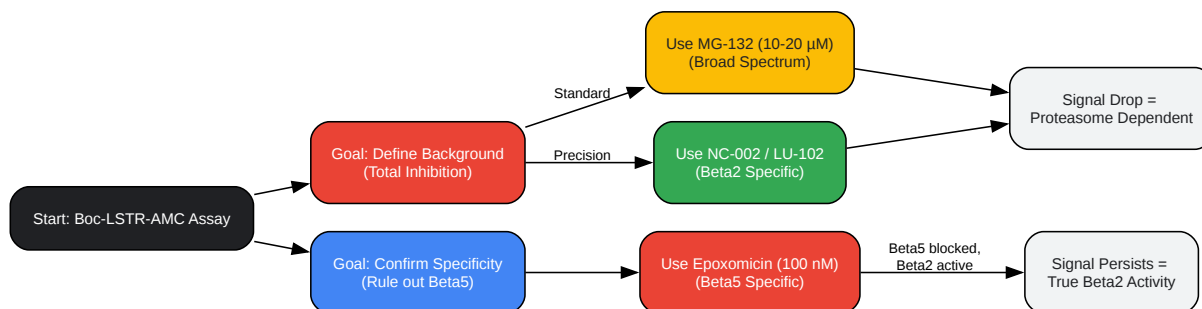 Start: Boc-LSTR-AMC Assay
Goal: Define Background
(Total Inhibition)
Goal: Confirm Specificity
(Rule out Beta5)
Standard
Precision
Use MG-132 (10-20 µM)
(Broad Spectrum)
Use NC-002 / LU-102
(Beta2 Specific)
Use Epoxomicin (100 nM)
(Beta5 Specific)
Beta5 blocked,
Beta2 active
Signal Drop =
Proteasome Dependent
Signal Persists =
True Beta2 Activity